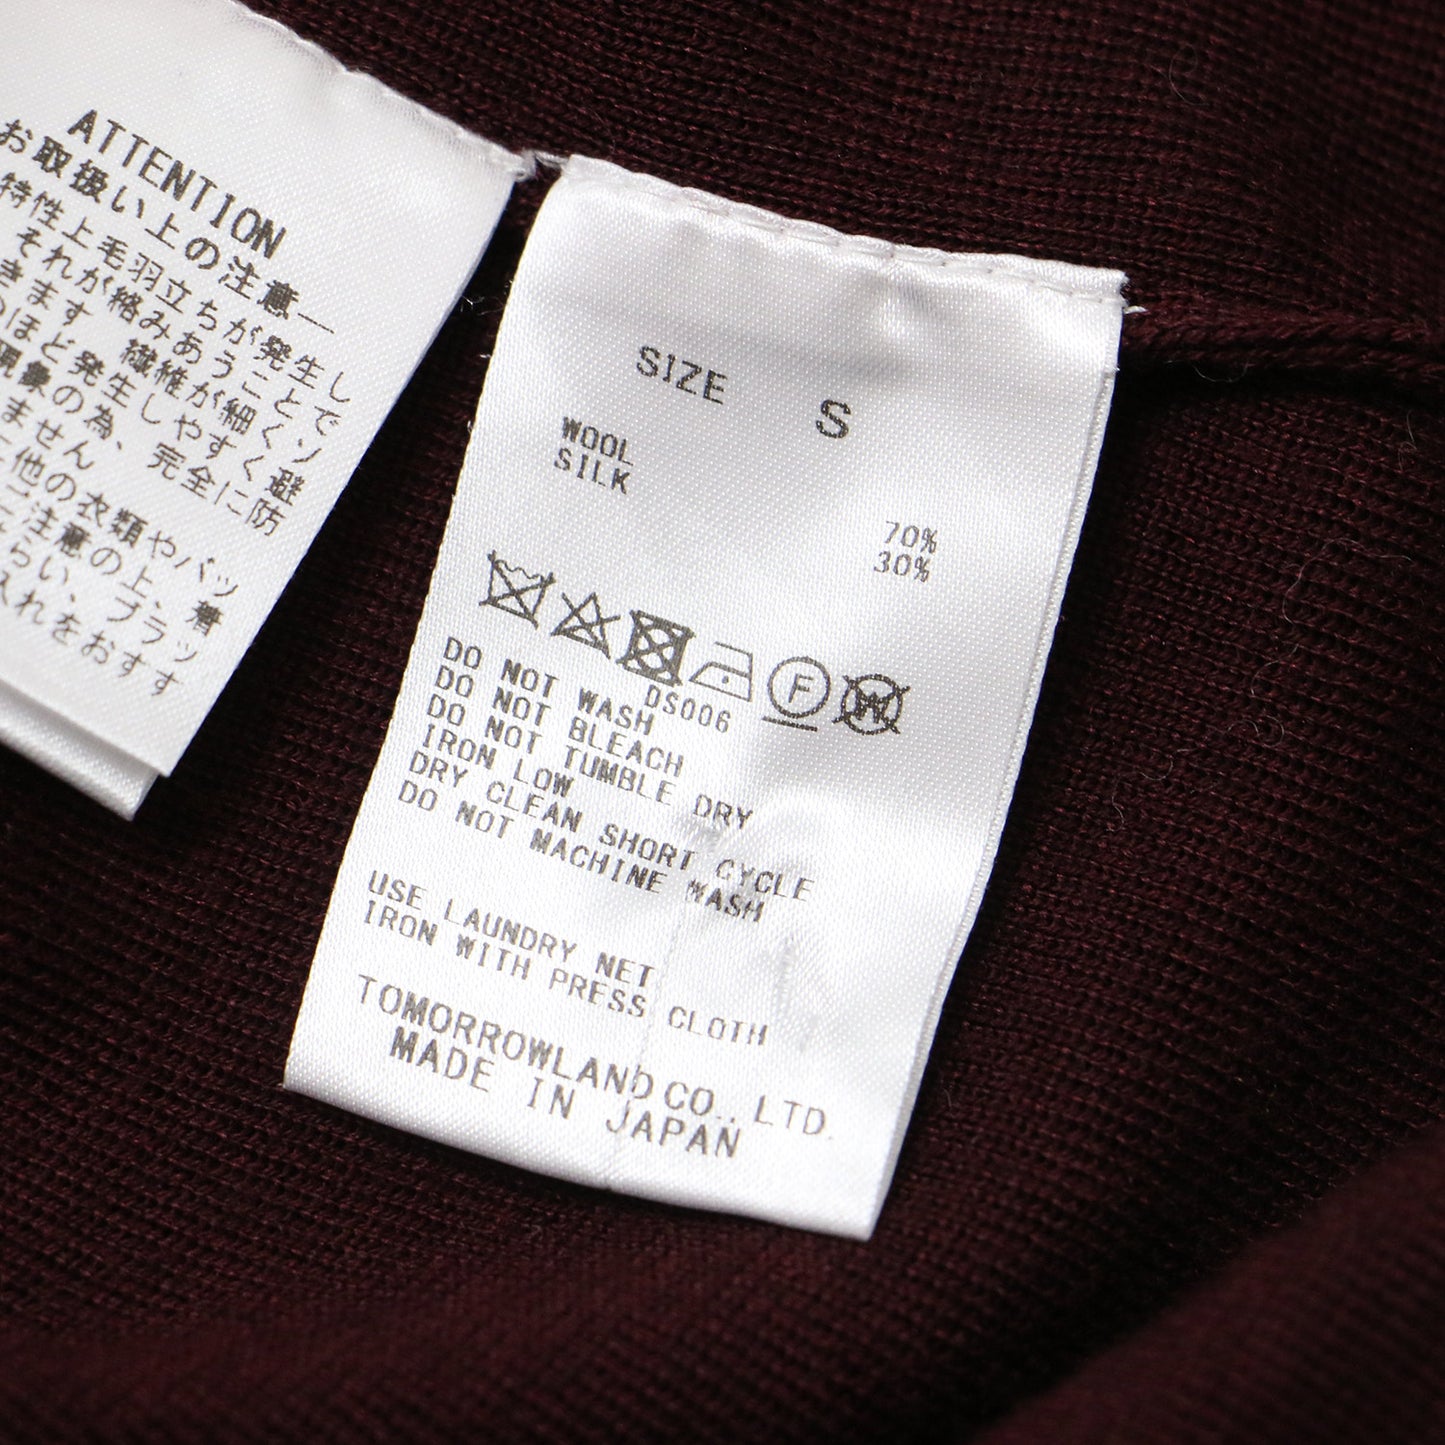 ATTENTION
お取扱い上の注意
特性上毛羽立ちが発生し
それが絡みあうことで
きます 繊維が細くソ
ほど発生しやすく避
現象の為、完全に防
ません
他の衣類やバッ
ご注意の上、着
らい、ブラッ
入れをおすす
SIZE S
WOOL 70%
SILK 30%
F W
DS006
DO NOT WASH
DO NOT BLEACH
DO NOT TUMBLE DRY
IRON LOW
DRY CLEAN SHORT CYCLE
DO NOT MACHINE WASH
USE LAUNDRY NET
IRON WITH PRESS CLOTH
TOMORROWLAND CO., LTD.
MADE IN JAPAN